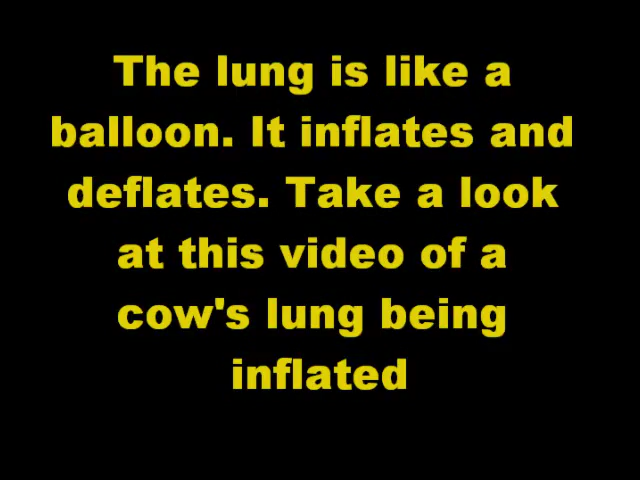 The lung is like a
balloon. It inflates and
deflates. Take a look
at this video of a
cow's lung being
inflated